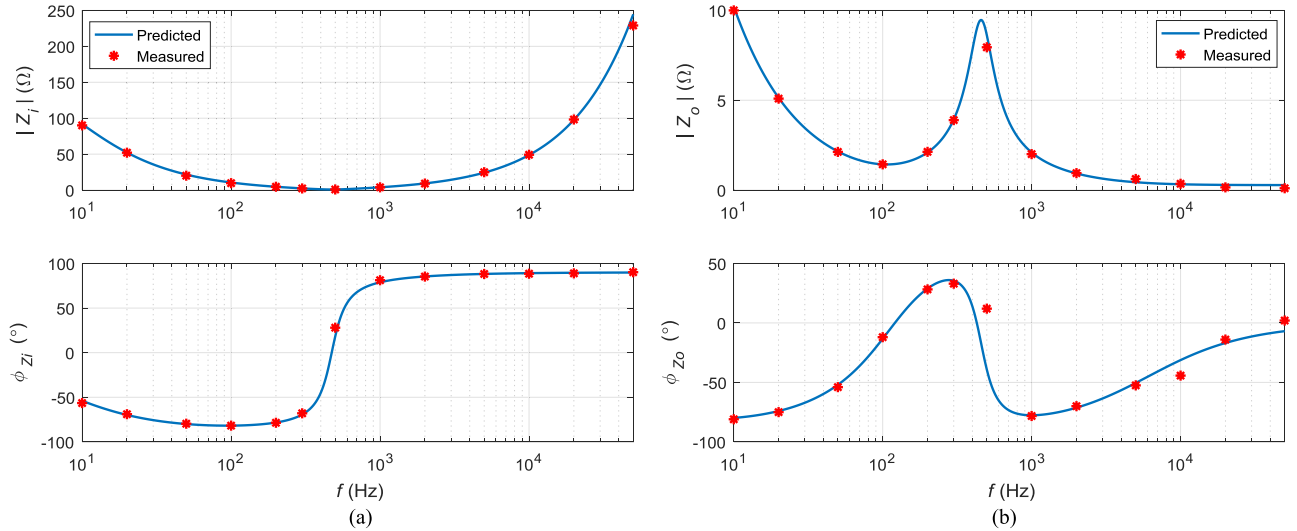 250
200
150
100
50
0
| Z_i | (Ω)
Predicted
Measured
10^1 10^2 10^3 10^4
100
50
0
-50
-100
ϕ_Zi (°)
10^1 10^2 10^3 10^4
f (Hz)
(a)
10
5
0
| Z_o | (Ω)
Predicted
Measured
10^1 10^2 10^3 10^4
50
0
-50
-100
ϕ_Zo (°)
10^1 10^2 10^3 10^4
f (Hz)
(b)